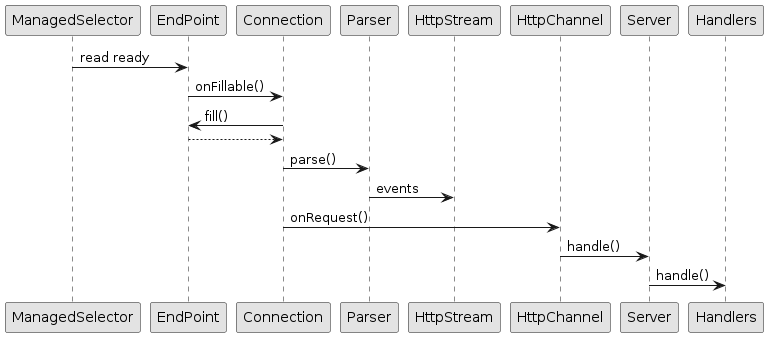 ManagedSelector EndPoint Connection Parser HttpStream HttpChannel Server Handlers
read ready
onFillable()
fill()
parse()
events
onRequest()
handle()
handle()
ManagedSelector EndPoint Connection Parser HttpStream HttpChannel Server Handlers